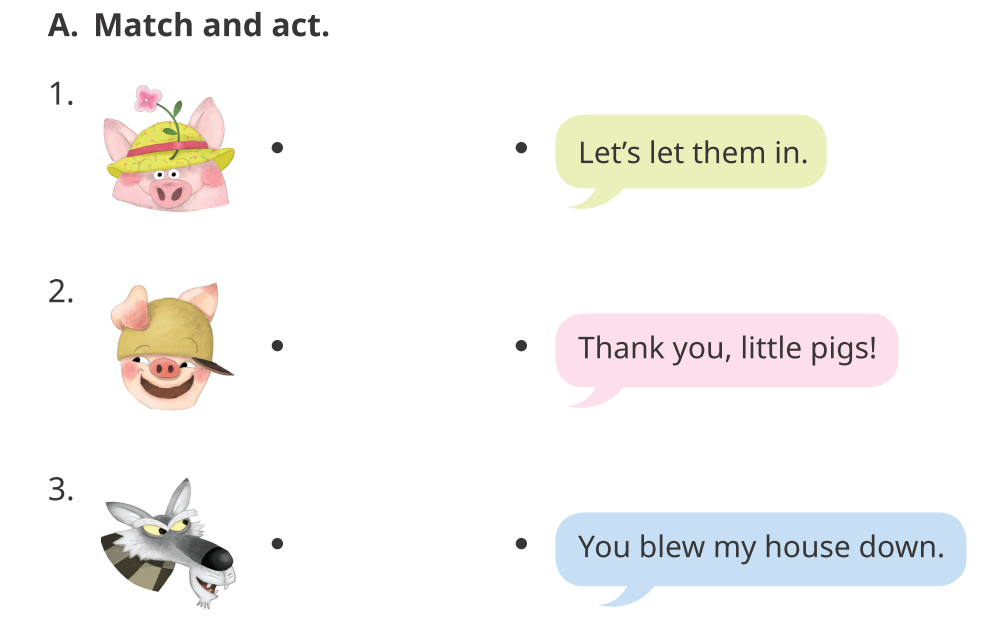 A. Match and act.
1.
Let’s let them in.
2.
Thank you, little pigs!
3.
You blew my house down.